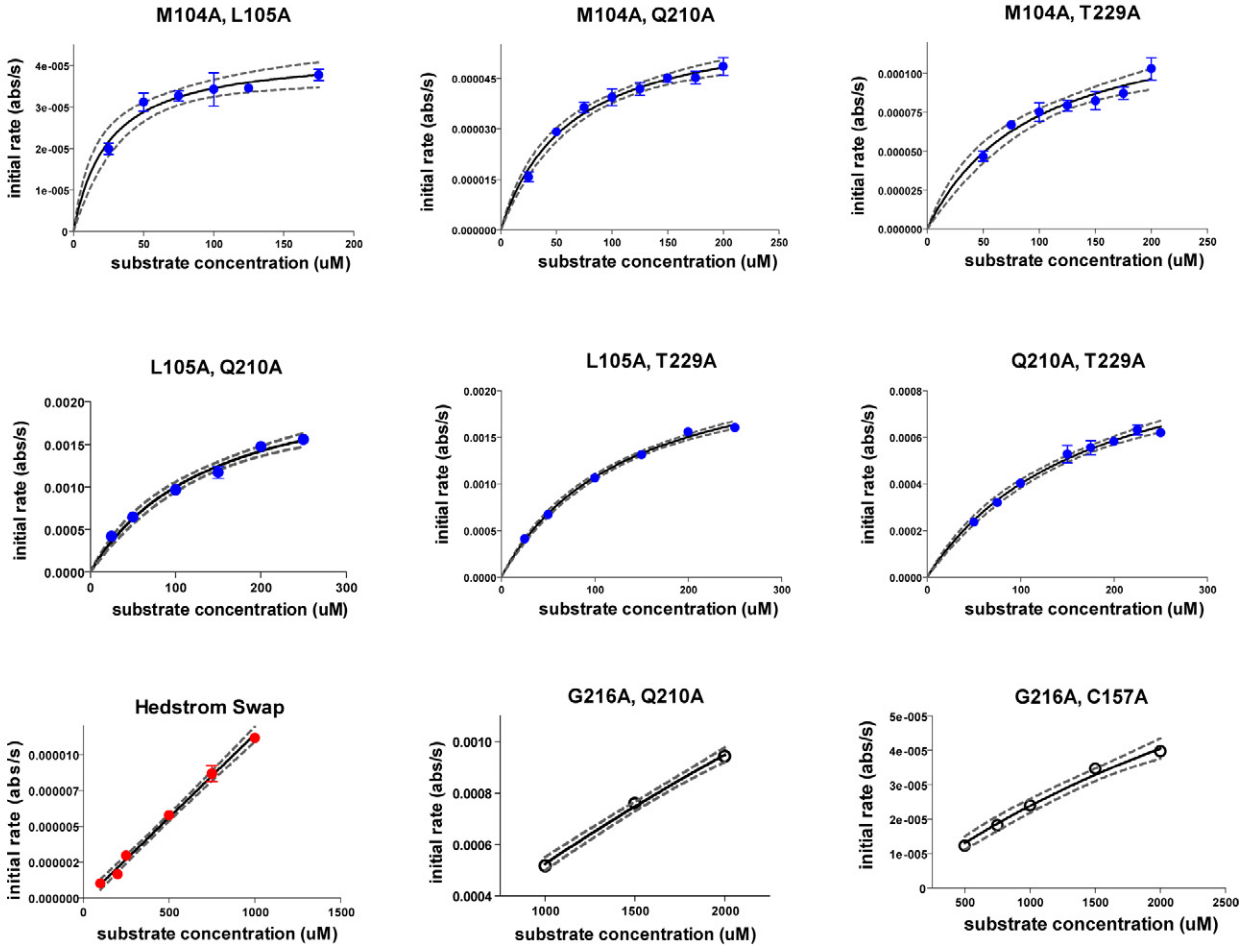 M104A, L105A
M104A, Q210A
M104A, T229A
initial rate (abs/s)
4e-005
3e-005
2e-005
1e-005
0
0 50 100 150 200
substrate concentration (uM)
initial rate (abs/s)
0.000045
0.000030
0.000015
0.000000
0 50 100 150 200 250
substrate concentration (uM)
initial rate (abs/s)
0.000100
0.000075
0.000050
0.000025
0.000000
0 50 100 150 200 250
substrate concentration (uM)
L105A, Q210A
L105A, T229A
Q210A, T229A
initial rate (abs/s)
0.0020
0.0015
0.0010
0.0005
0.0000
0 100 200 300
substrate concentration (uM)
initial rate (abs/s)
0.0020
0.0015
0.0010
0.0005
0.0000
0 100 200 300
substrate concentration (uM)
initial rate (abs/s)
0.0008
0.0006
0.0004
0.0002
0.0000
0 100 200 300
substrate concentration (uM)
Hedstrom Swap
G216A, Q210A
G216A, C157A
initial rate (abs/s)
0.000010
0.000007
0.000005
0.000002
0.000000
0 500 1000 1500
substrate concentration (uM)
initial rate (abs/s)
0.0010
0.0008
0.0006
0.0004
1000 1500 2000
substrate concentration (uM)
initial rate (abs/s)
5e-005
4e-005
3e-005
2e-005
1e-005
0
500 1000 1500 2000 2500
substrate concentration (uM)